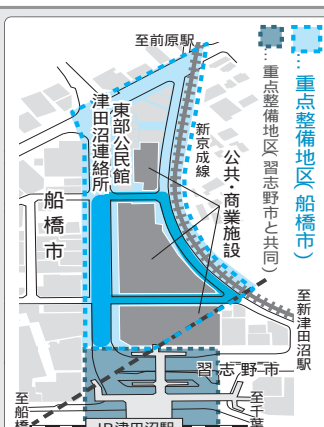 …重点整備地区(船橋市)
…重点整備地区(習志野市と共同)
至前原駅
新京成線
東部公民館
津田沼連絡所
公共・商業施設
船橋市
至新津田沼駅
習志野市
至船橋
至千葉
JR津田沼駅